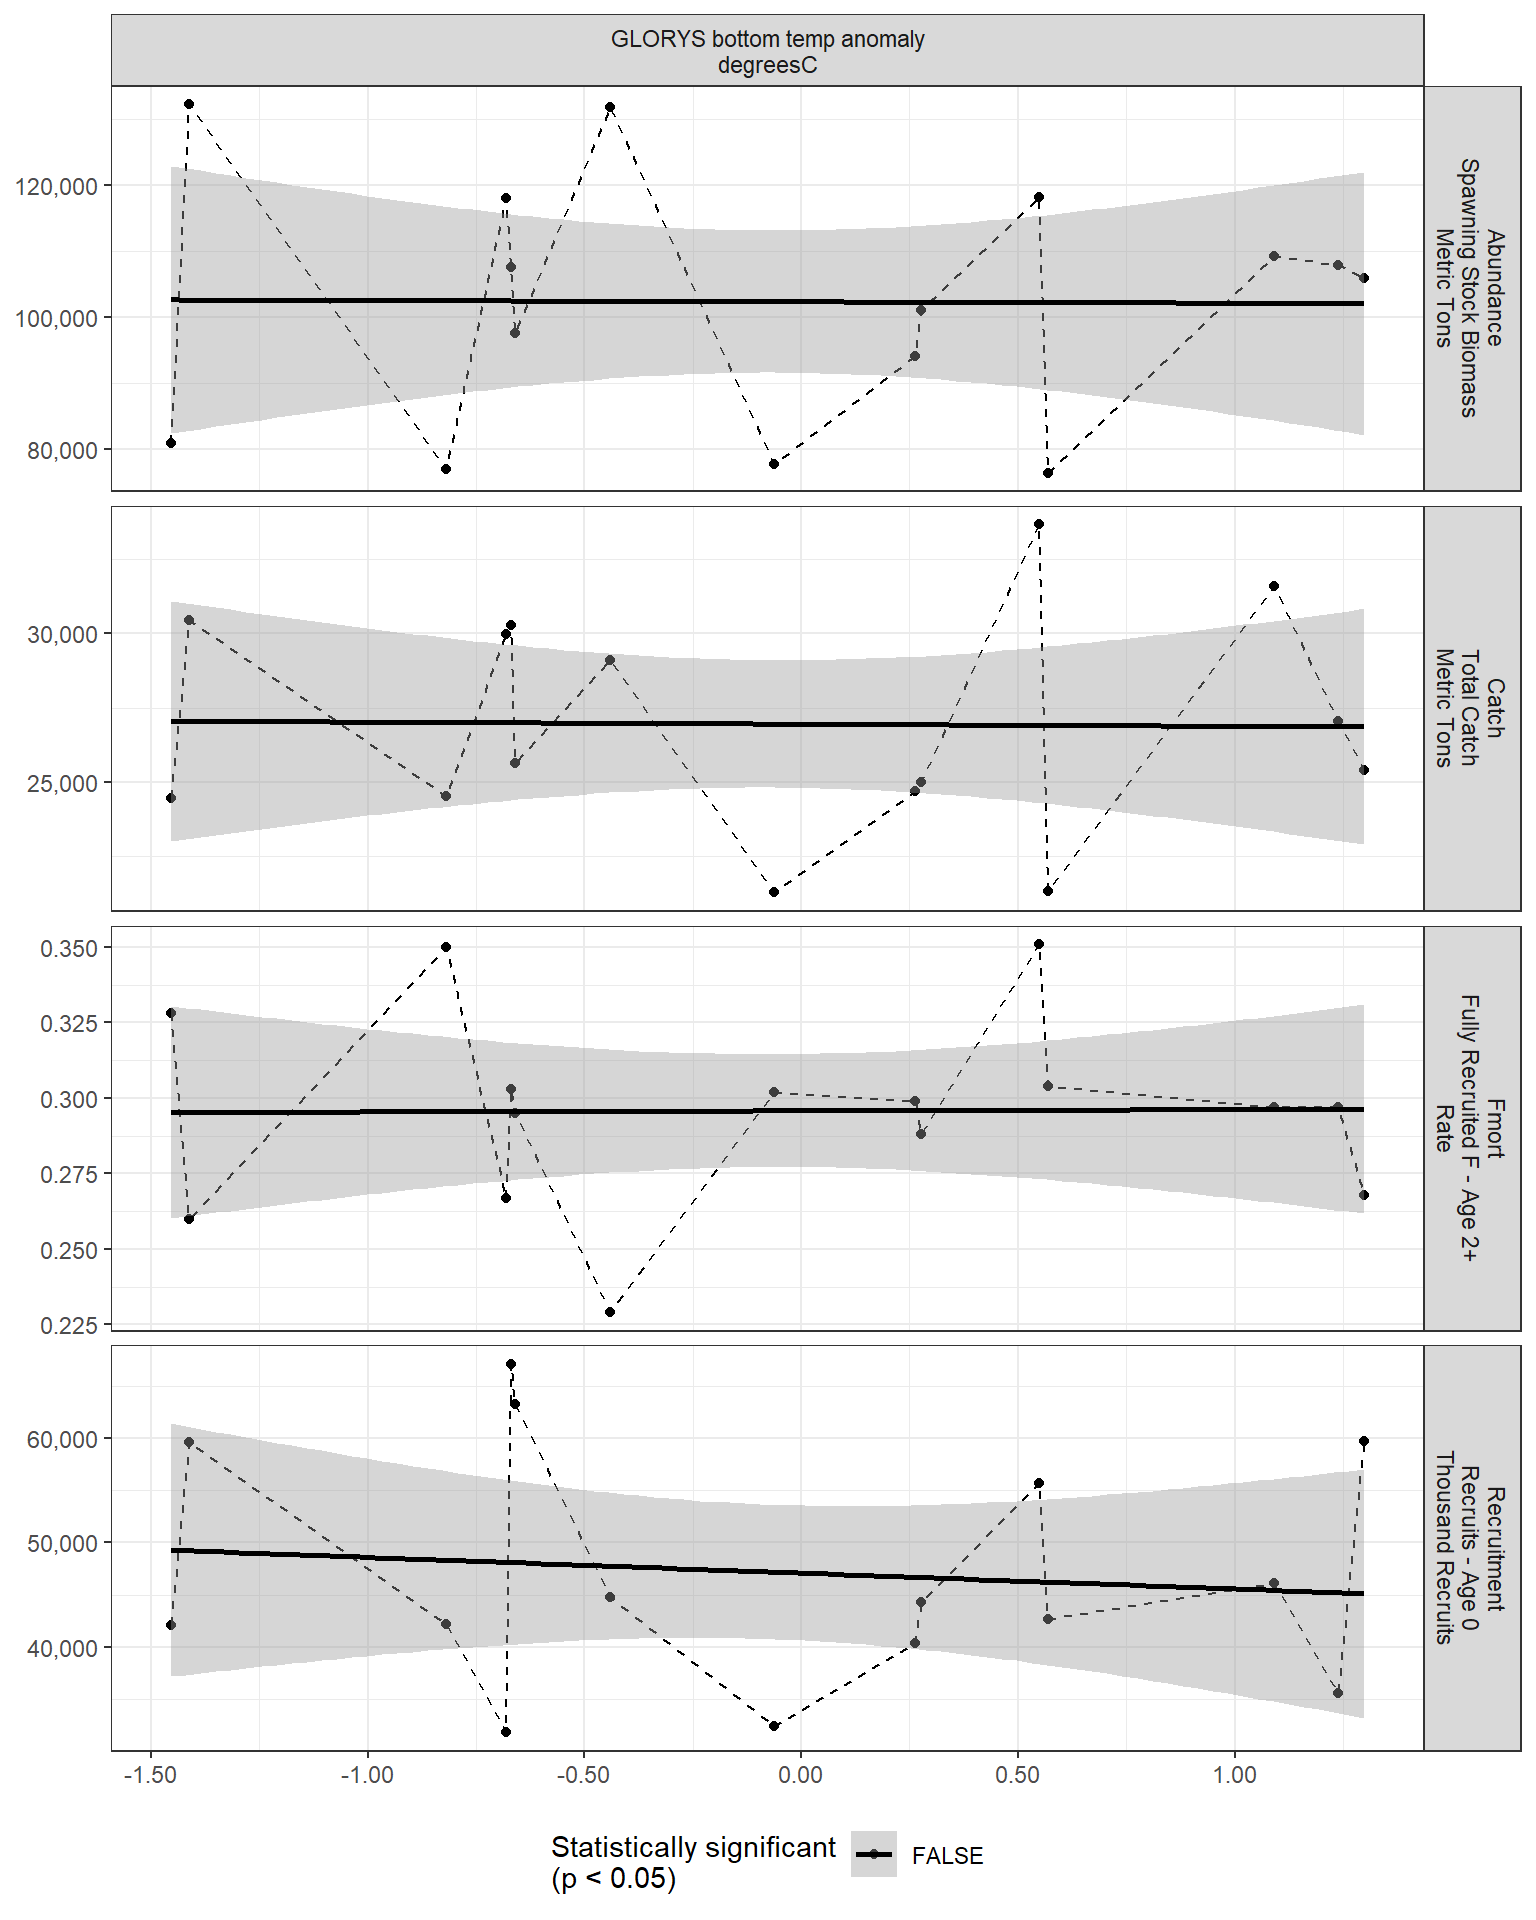 GLORYS bottom temp anomaly
degreesC
120,000
100,000
80,000
Abundance
Spawning Stock Biomass
Metric Tons
30,000
25,000
Catch
Total Catch
Metric Tons
0.350
0.325
0.300
0.275
0.250
0.225
Fmort
Fully Recruited F - Age 2+
Rate
60,000
50,000
40,000
Recruitment
Recruits - Age 0
Thousand Recruits
-1.50
-1.00
-0.50
0.00
0.50
1.00
Statistically significant
(p < 0.05)
FALSE